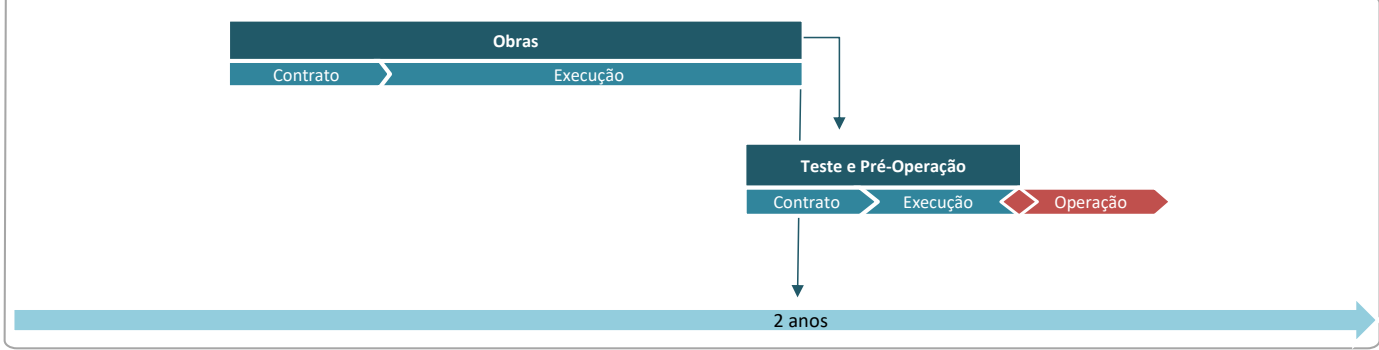 Obras
Contrato
Execução
Teste e Pré-Operação
Contrato
Execução
Operação
2 anos